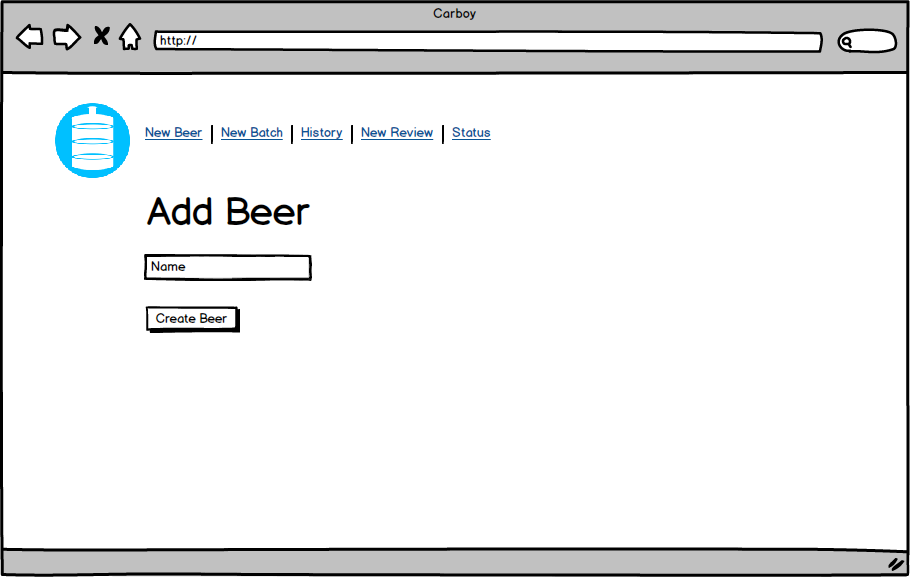 Carboy
http://
New Beer | New Batch | History | New Review | Status
Add Beer
Name
Create Beer